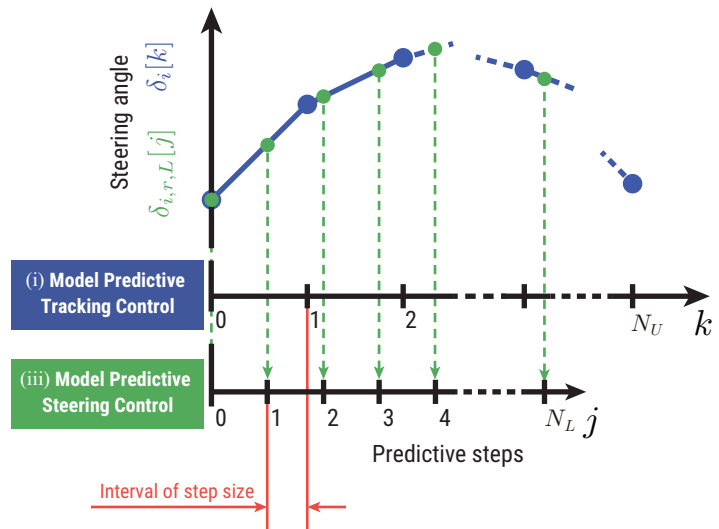 Steering angle
δ_i[k]
δ_{i,r,L}[j]
(i) Model Predictive
Tracking Control
0
1
2
N_U
k
(iii) Model Predictive
Steering Control
0
1
2
3
4
N_L
j
Predictive steps
Interval of step size